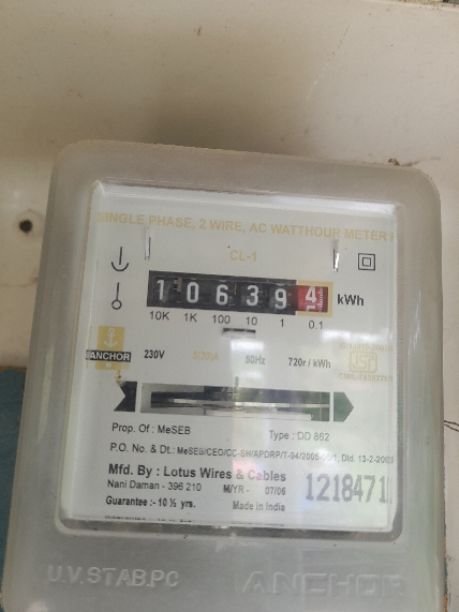 SINGLE PHASE, 2 WIRE, AC WATTHOUR METER
CL-1
1 0 6 3 9 4 kWh
10K 1K 100 10 1 0.1
ANCHOR 230V 50Hz 720r / kWh
Prop. Of : MeSEB Type : DD 862
P.O. No. & Dt.:
Mfd. By : Lotus Wires & Cables
Nani Daman - 396 210 M/YR - 07/06 1218471
Guarantee :- 10 ½ yrs. Made in India
U.V.STAB.PC ANCHOR